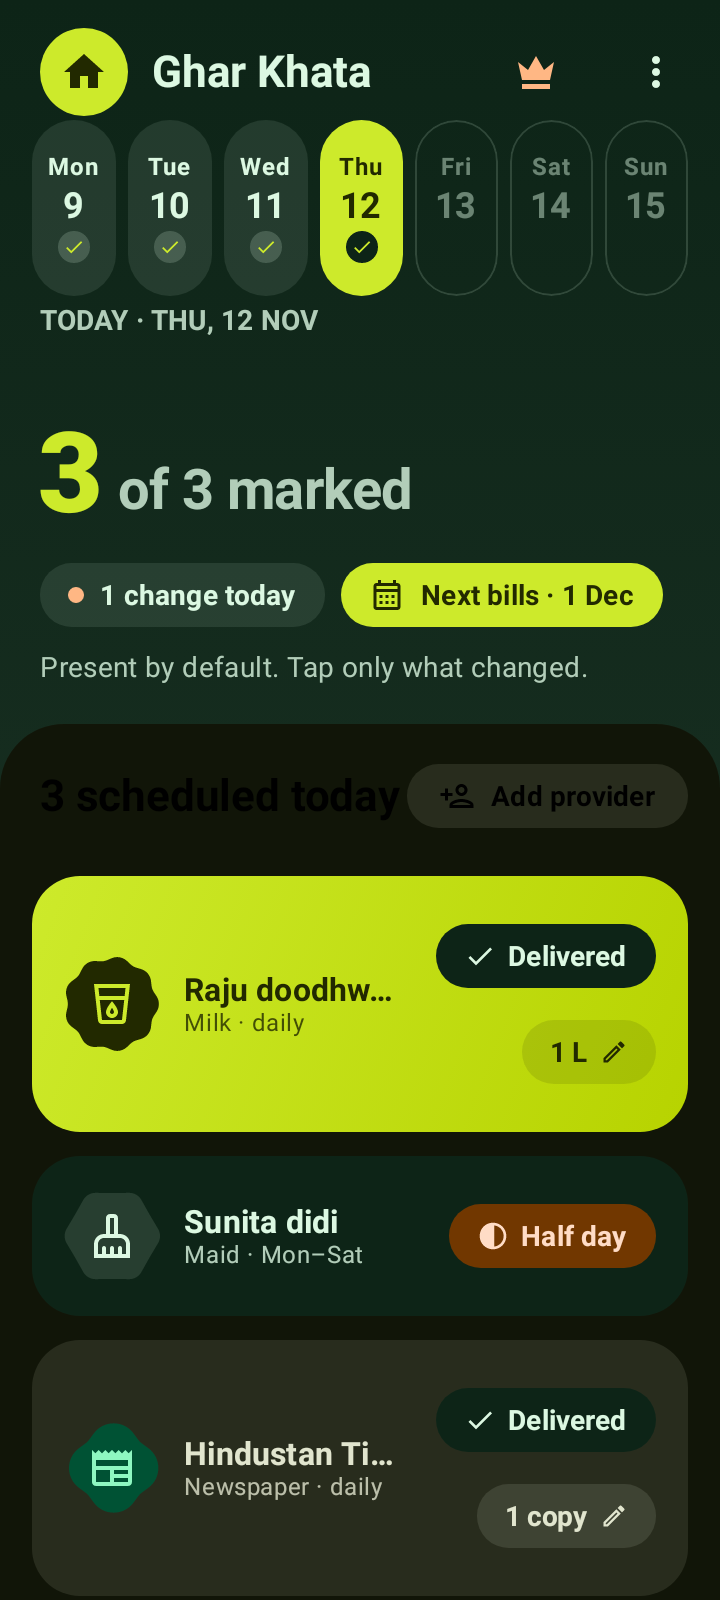 Ghar Khata
Mon Tue Wed Thu Fri Sat Sun
9 10 11 12 13 14 15
TODAY · THU, 12 NOV
3 of 3 marked
1 change today
Next bills · 1 Dec
Present by default. Tap only what changed.
3 scheduled today
Add provider
Raju doodhw...
Milk · daily
Delivered
1 L
Sunita didi
Maid · Mon–Sat
Half day
Hindustan Ti...
Newspaper · daily
Delivered
1 copy